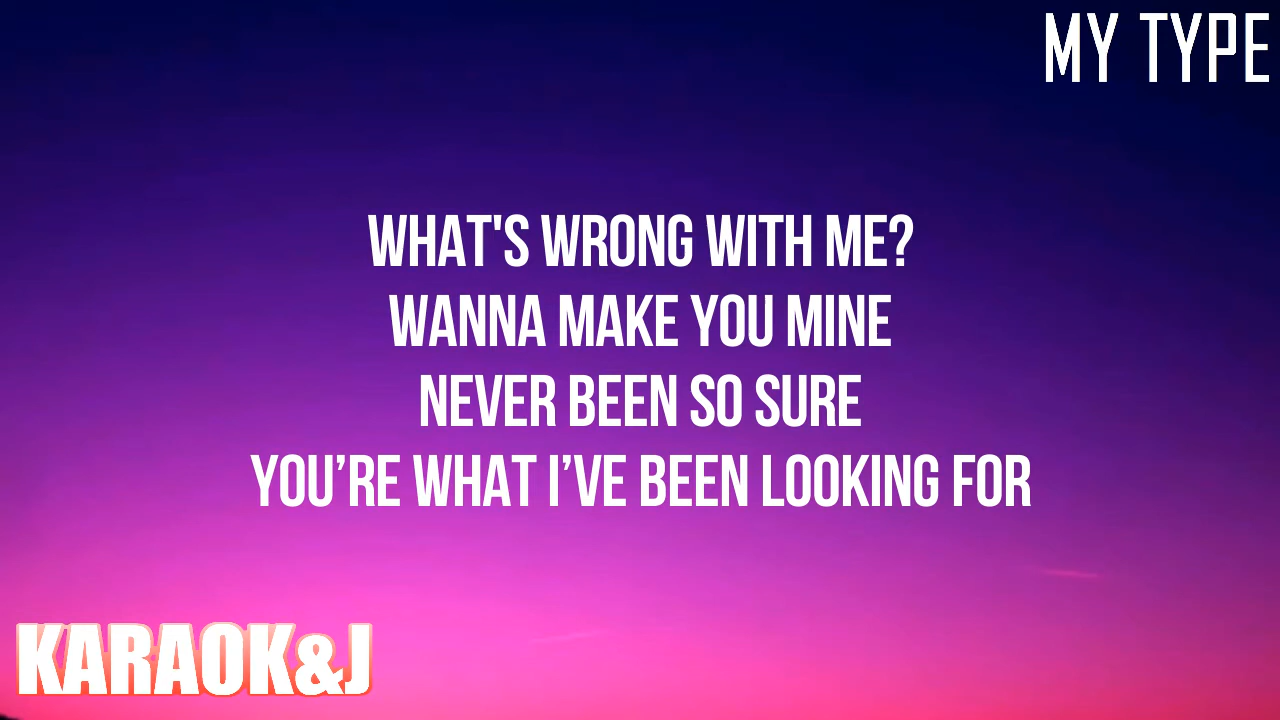 MY TYPE
WHAT'S WRONG WITH ME?
WANNA MAKE YOU MINE
NEVER BEEN SO SURE
YOU’RE WHAT I’VE BEEN LOOKING FOR
KARAOK&J